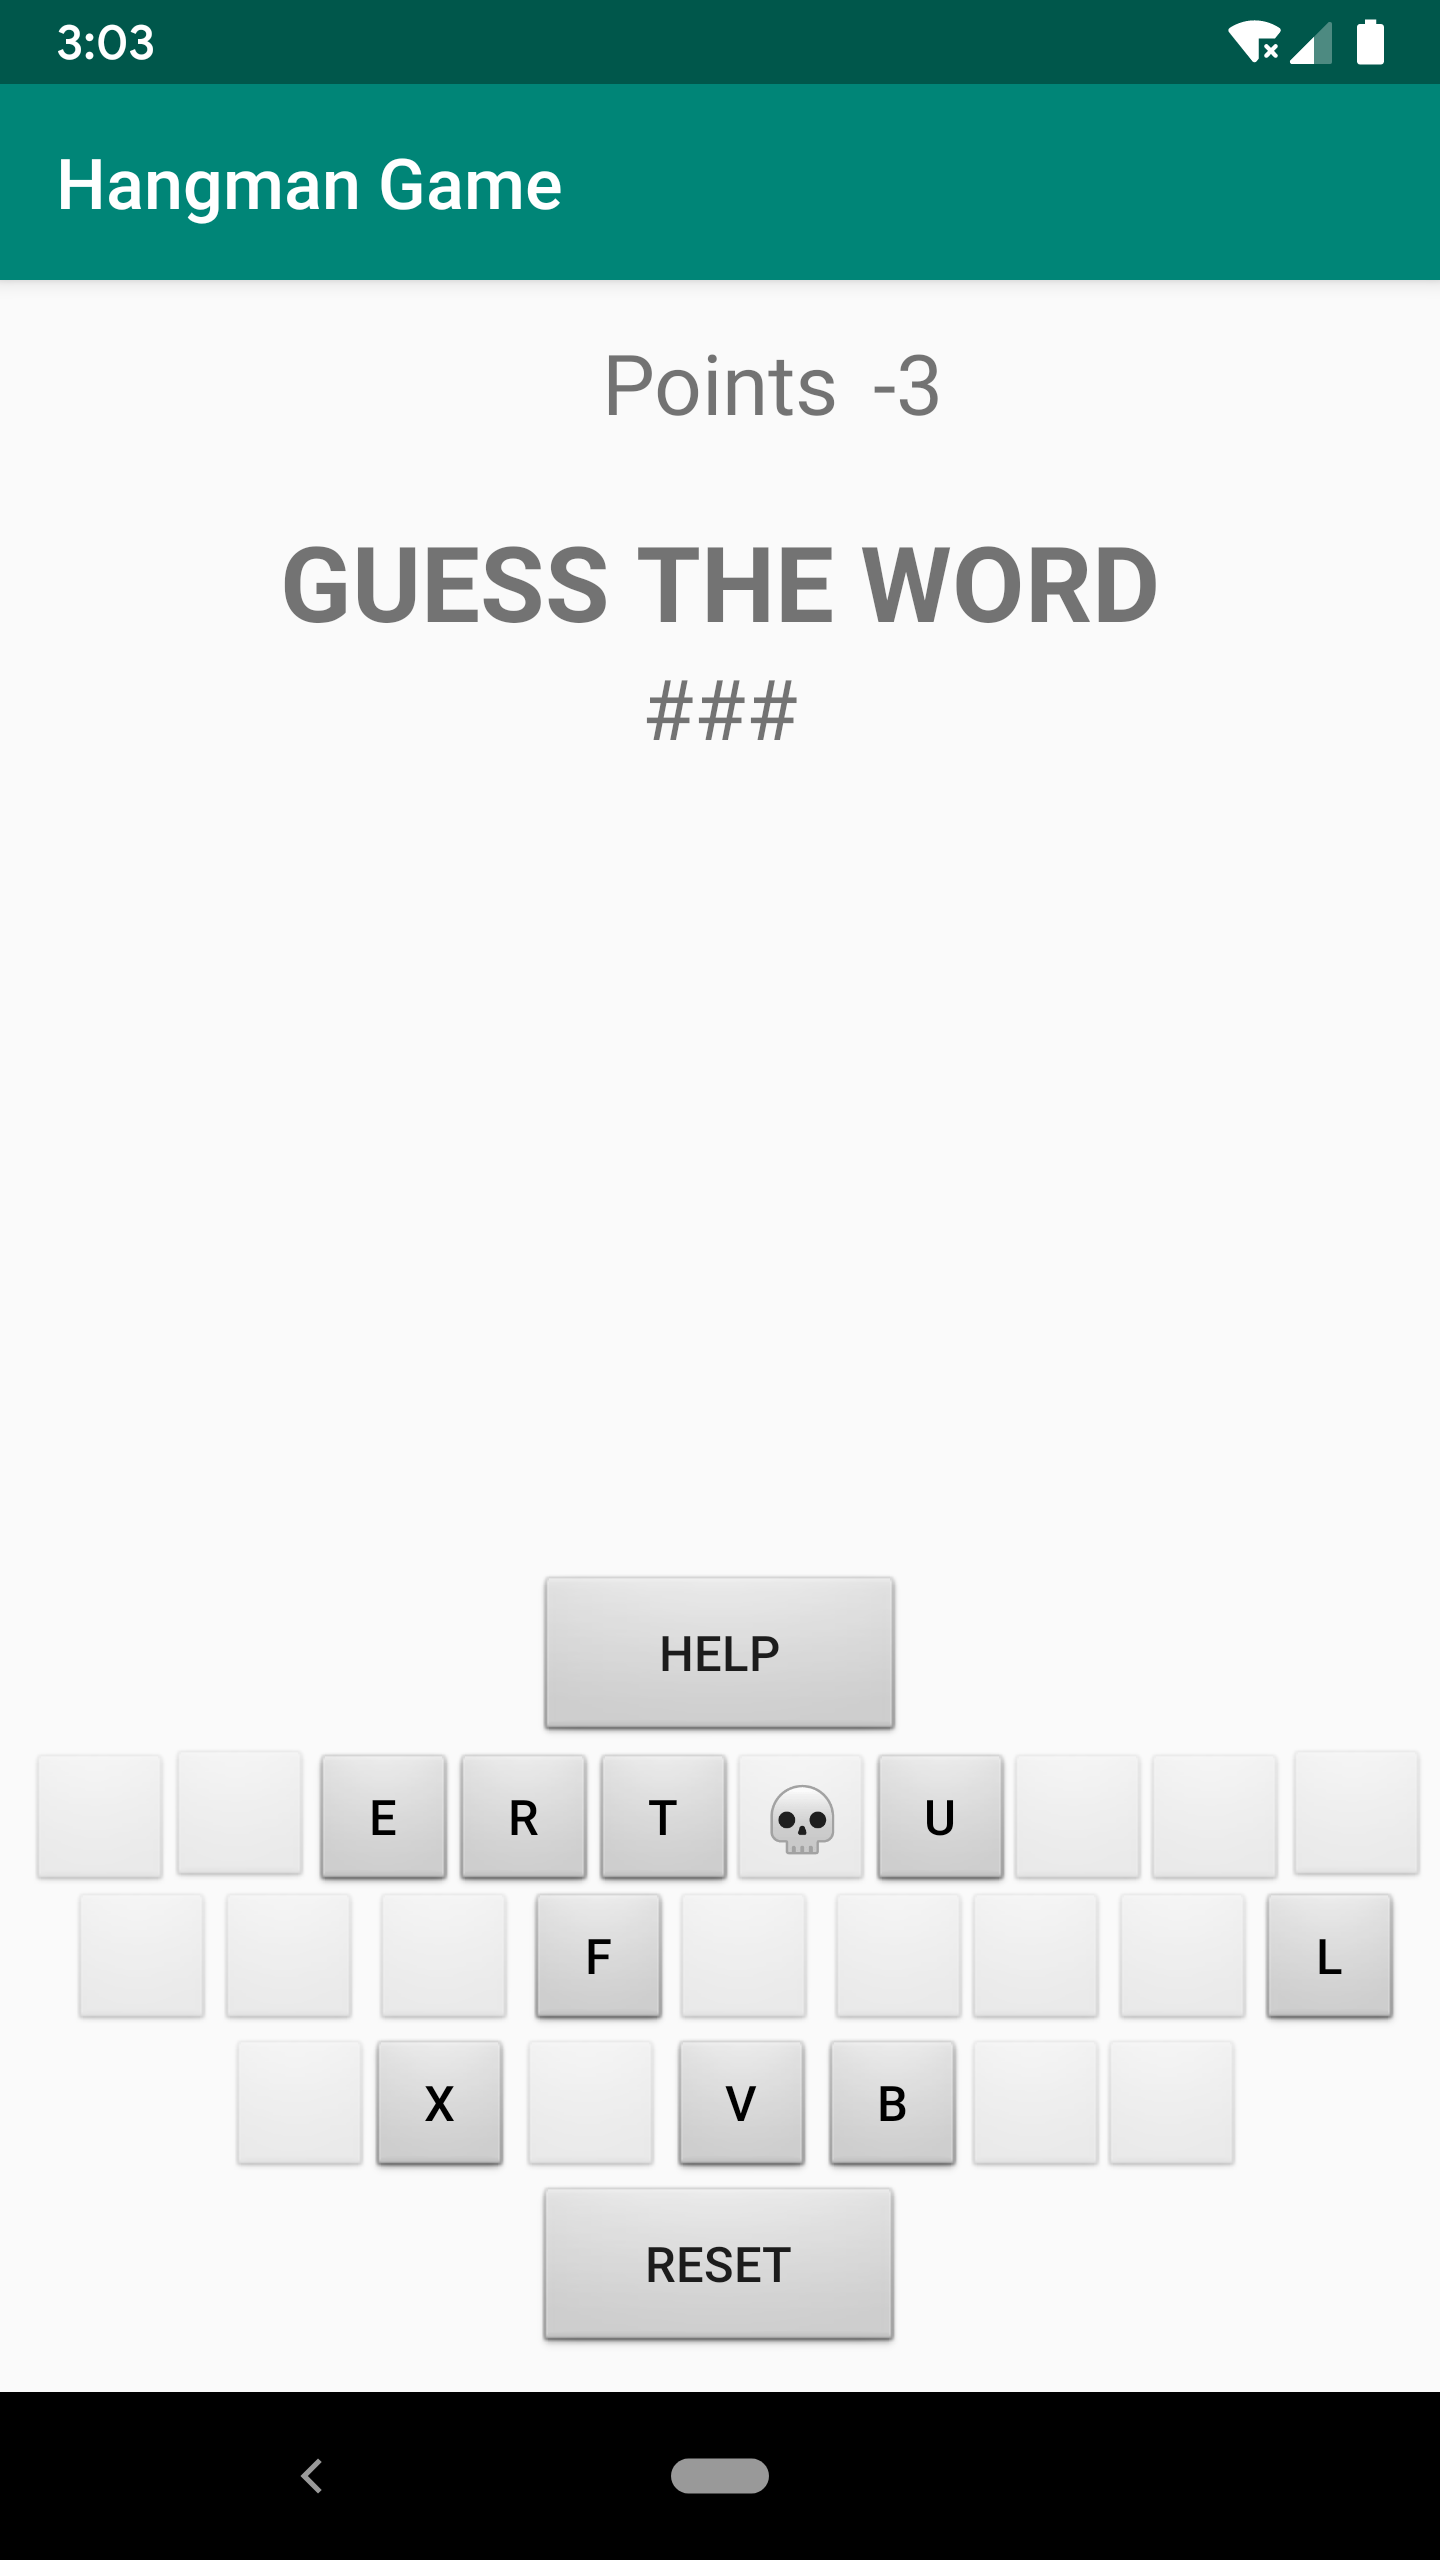 3:03
Hangman Game
Points -3
GUESS THE WORD
###
HELP
E R T 💀 U
F L
X V B
RESET